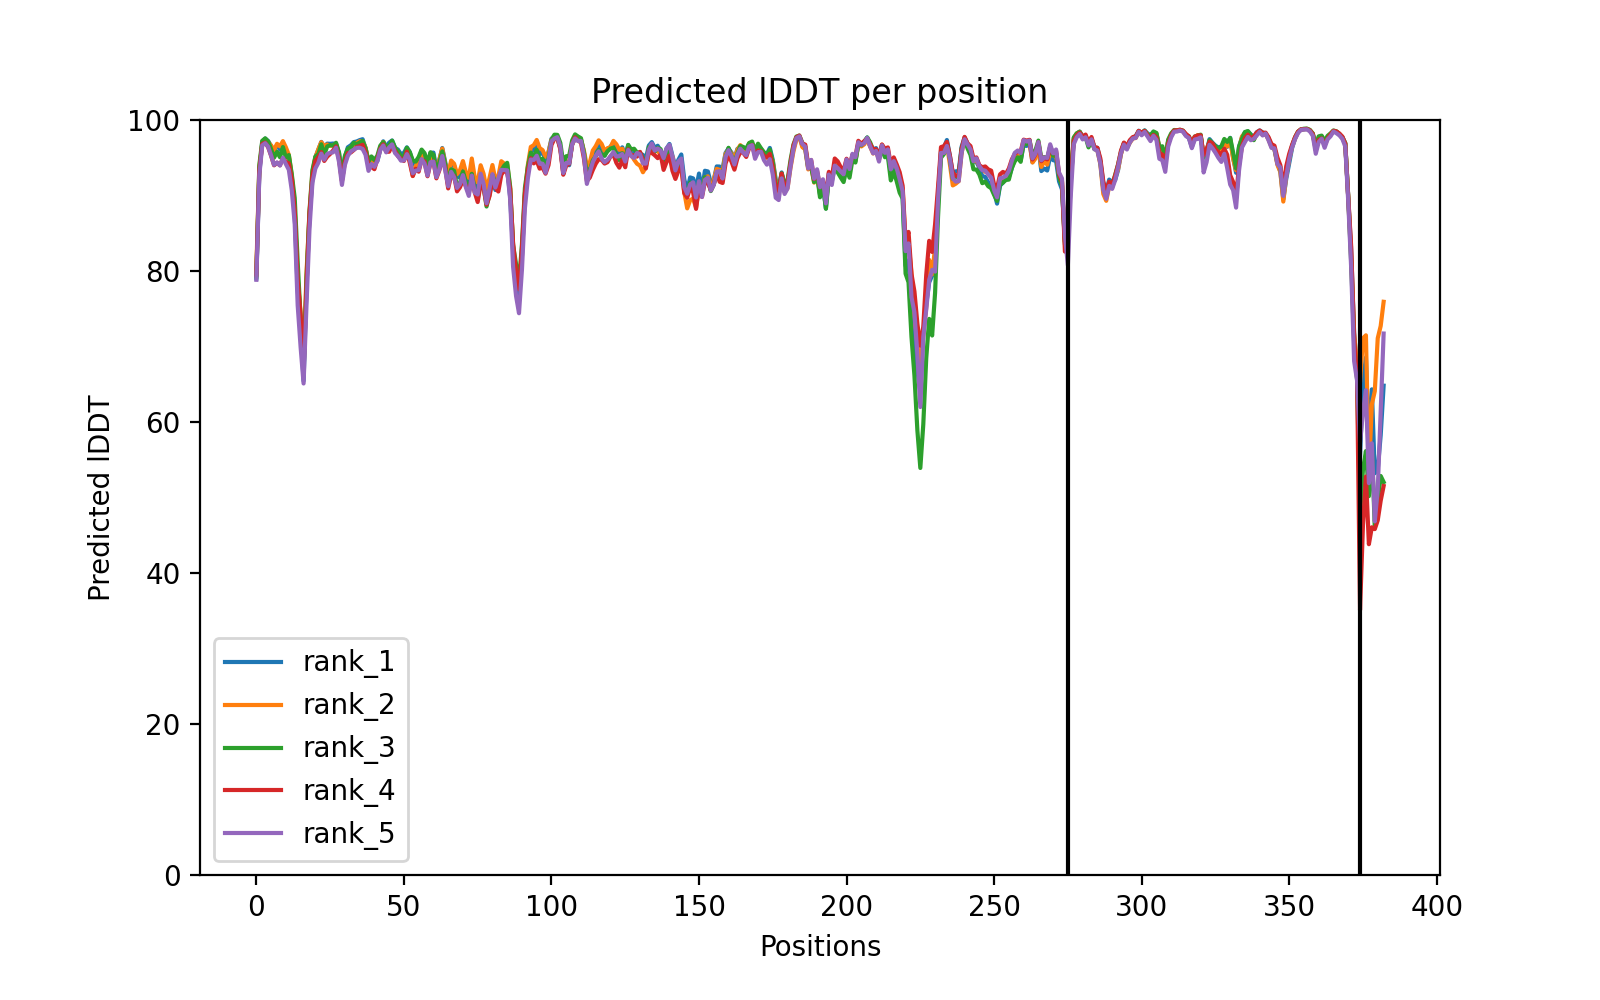 Predicted lDDT per position
100
80
60
40
20
0
Predicted lDDT
rank_1
rank_2
rank_3
rank_4
rank_5
0 50 100 150 200 250 300 350 400
Positions